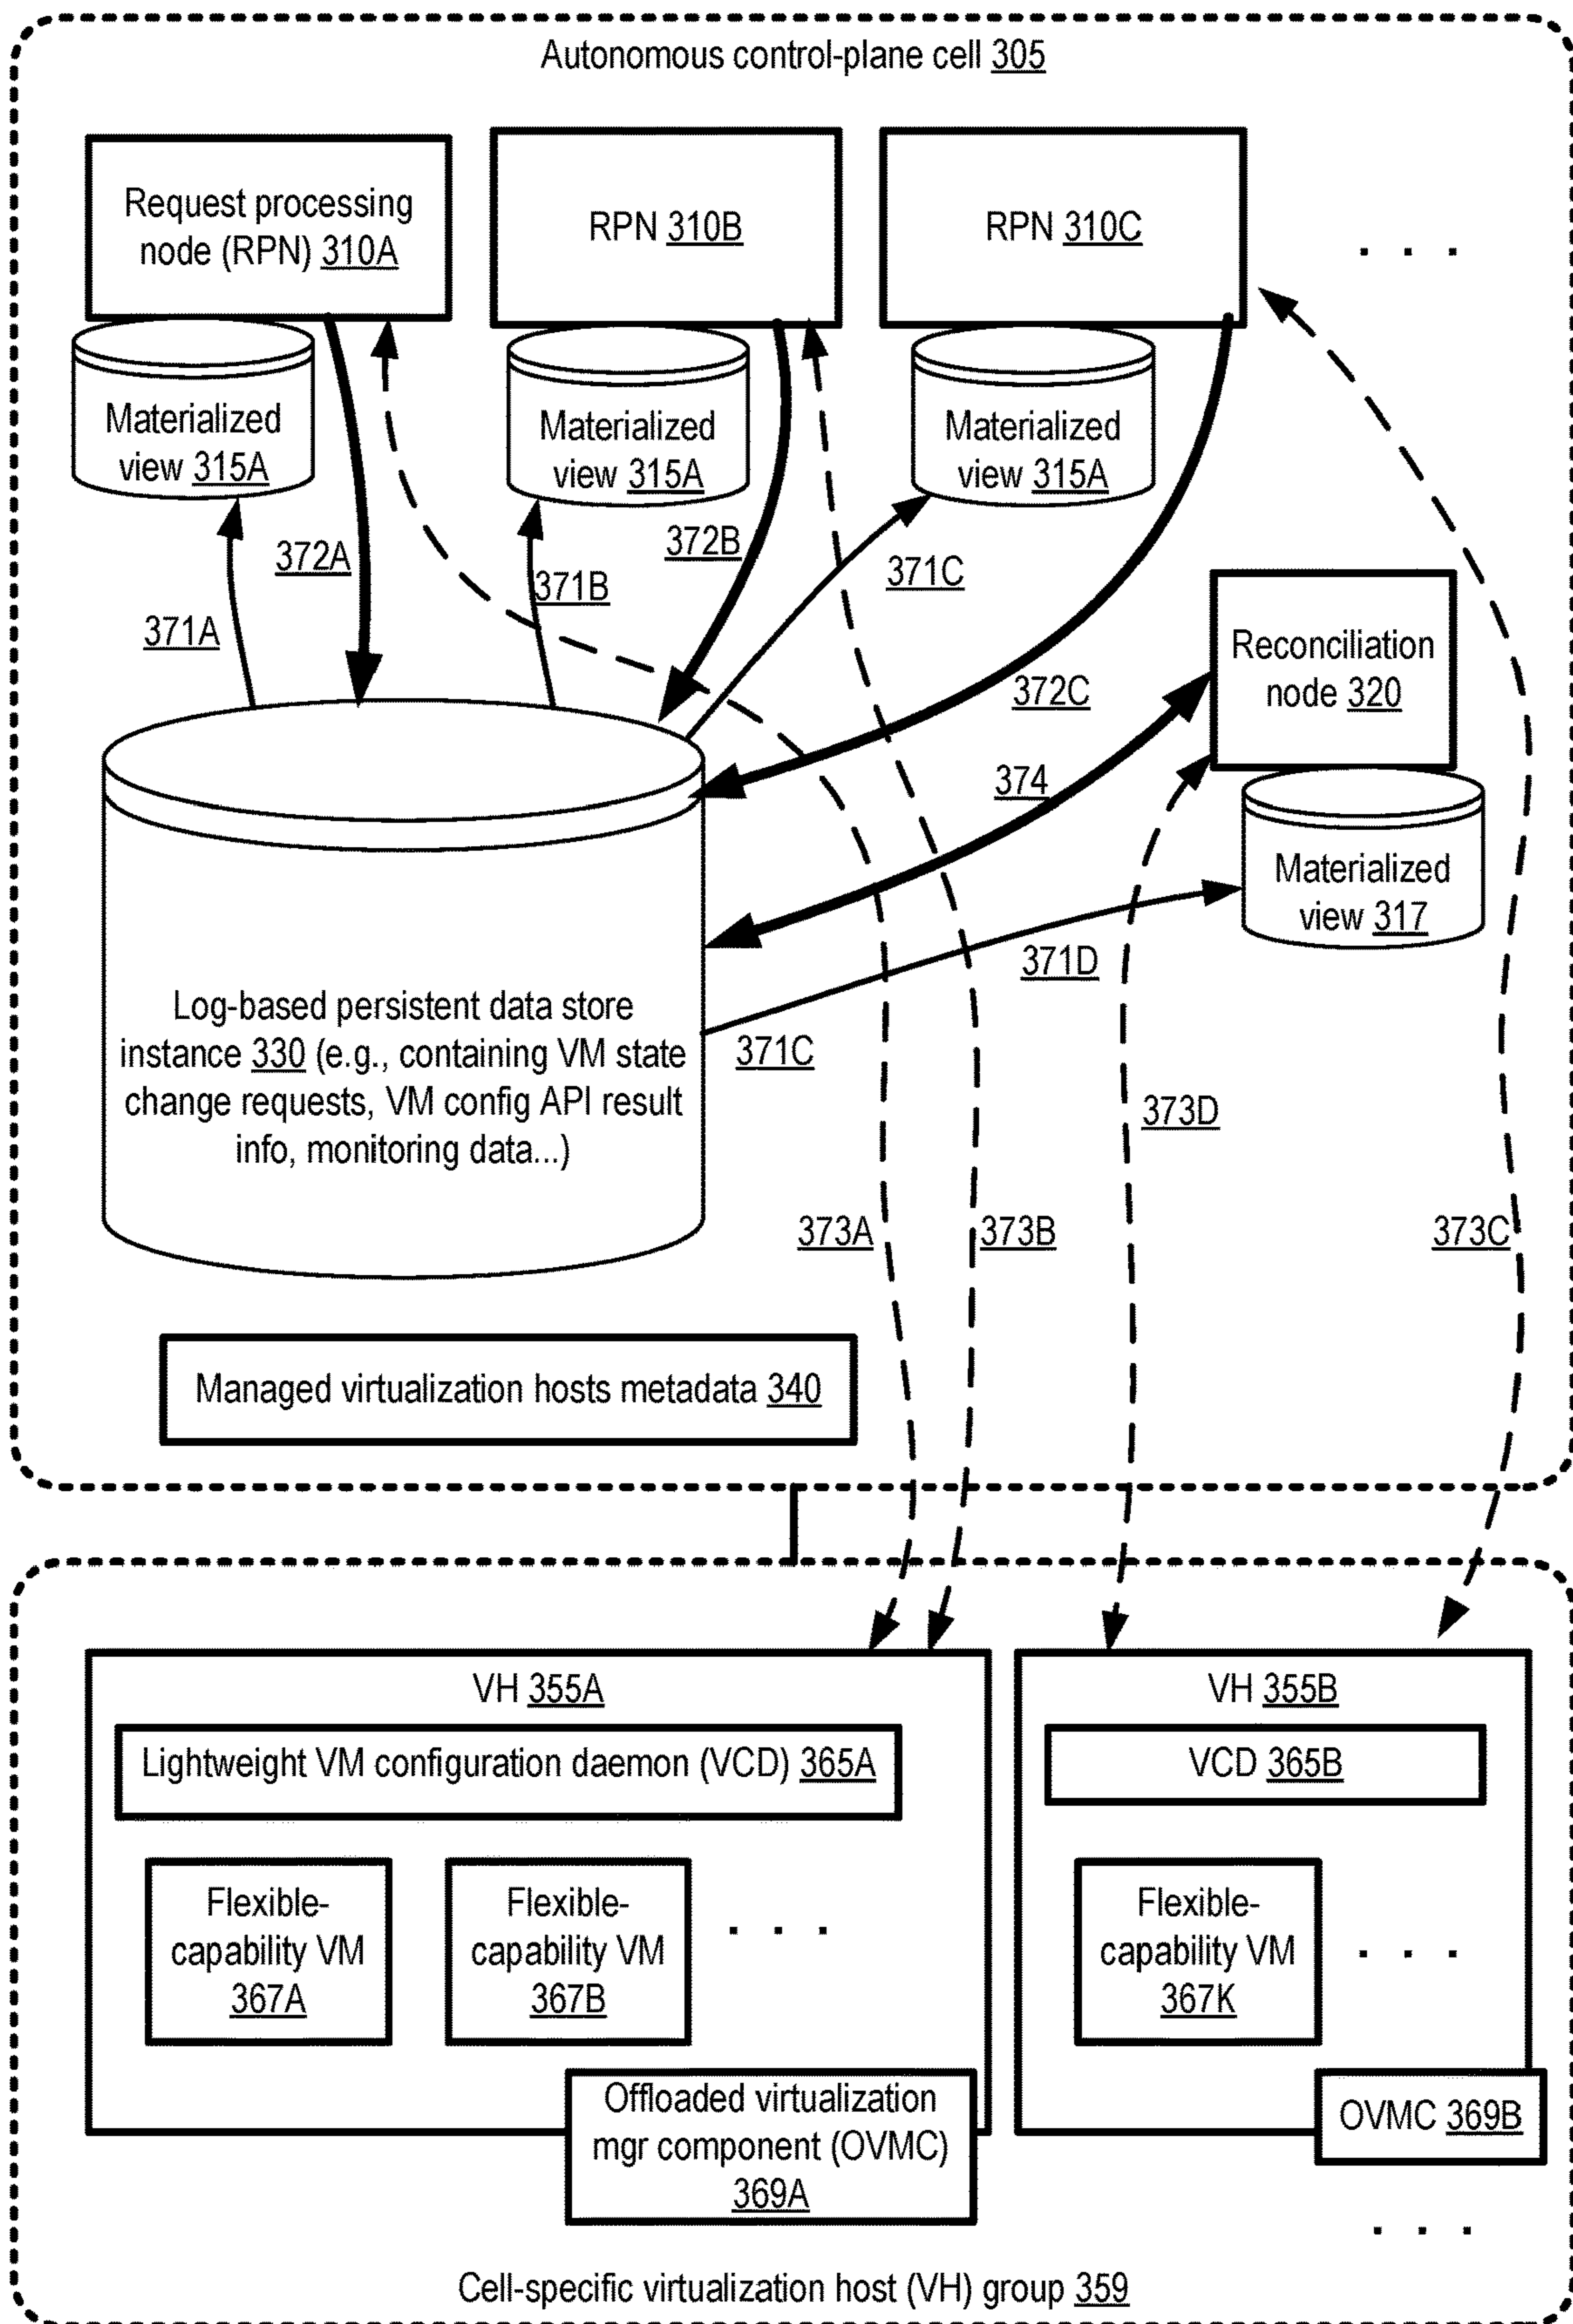 Autonomous control-plane cell 305
Request processing
node (RPN) 310A
RPN 310B
RPN 310C
. . .
Materialized
view 315A
Materialized
view 315A
Materialized
view 315A
372A
372B
371C
371B
371A
Reconciliation
node 320
372C
374
Materialized
view 317
371D
Log-based persistent data store
instance 330 (e.g., containing VM state
change requests, VM config API result
info, monitoring data...)
371C
373D
373A
373B
373C
Managed virtualization hosts metadata 340
VH 355A
Lightweight VM configuration daemon (VCD) 365A
Flexible-
capability VM
367A
Flexible-
capability VM
367B
. . .
Offloaded virtualization
mgr component (OVMC)
369A
VH 355B
VCD 365B
Flexible-
capability VM
367K
. . .
OVMC 369B
. . .
Cell-specific virtualization host (VH) group 359